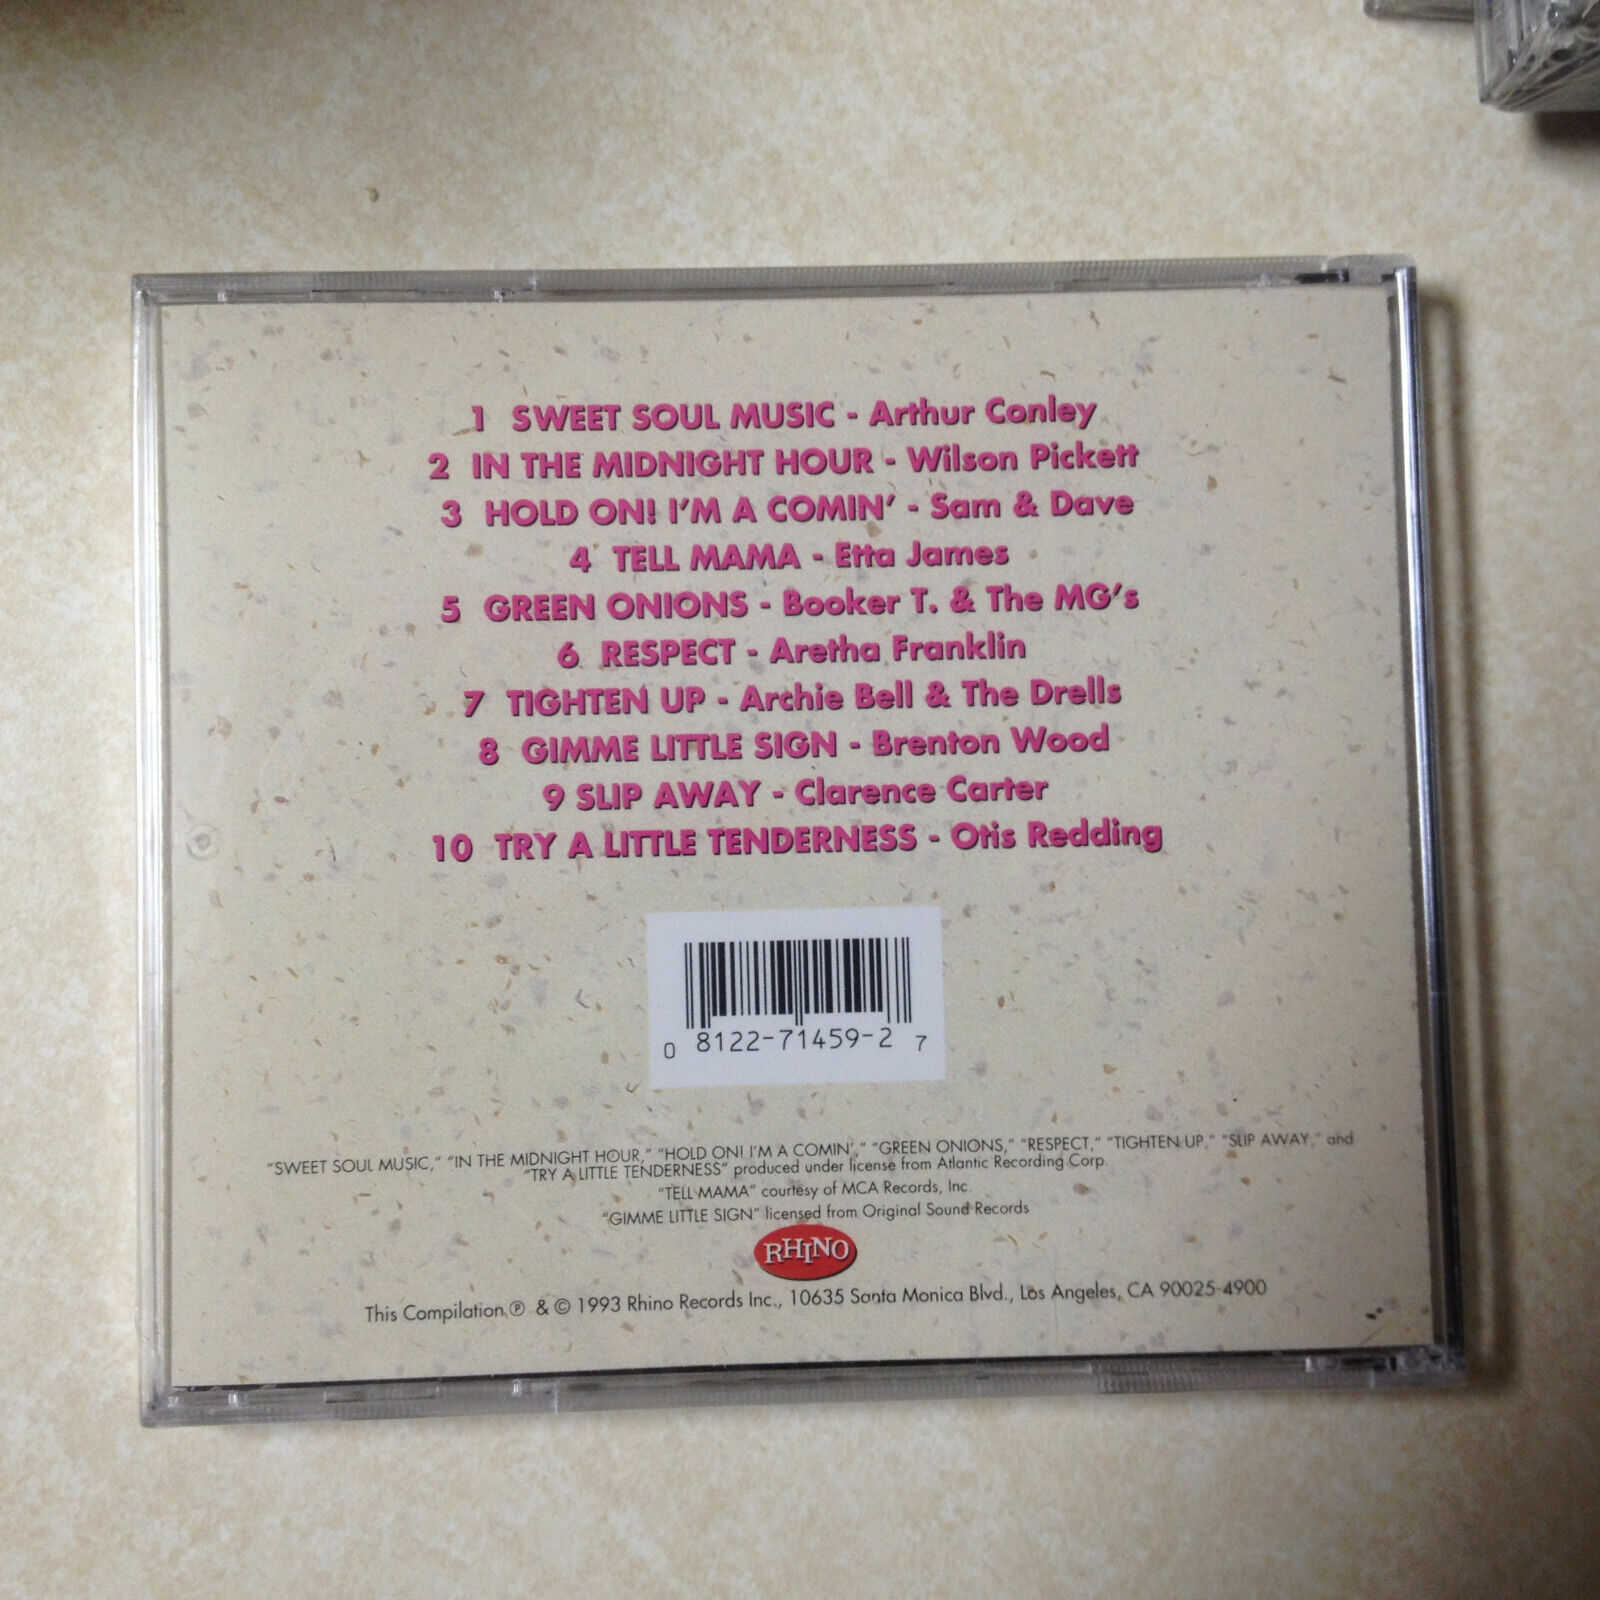 1 SWEET SOUL MUSIC - Arthur Conley
2 IN THE MIDNIGHT HOUR - Wilson Pickett
3 HOLD ON! I'M A COMIN' - Sam & Dave
4 TELL MAMA - Etta James
5 GREEN ONIONS - Booker T. & The MG's
6 RESPECT - Aretha Franklin
7 TIGHTEN UP - Archie Bell & The Drells
8 GIMME LITTLE SIGN - Brenton Wood
9 SLIP AWAY - Clarence Carter
10 TRY A LITTLE TENDERNESS - Otis Redding
0 8122-71459-2 7
"SWEET SOUL MUSIC," "IN THE MIDNIGHT HOUR," "HOLD ON! I'M A COMIN'," "GREEN ONIONS," "RESPECT," "TIGHTEN UP," "SLIP AWAY," and
"TRY A LITTLE TENDERNESS" produced under license from Atlantic Recording Corp.
"TELL MAMA" courtesy of MCA Records, Inc.
"GIMME LITTLE SIGN" licensed from Original Sound Records
RHINO
This Compilation ℗ & © 1993 Rhino Records Inc., 10635 Santa Monica Blvd., Los Angeles, CA 90025-4900